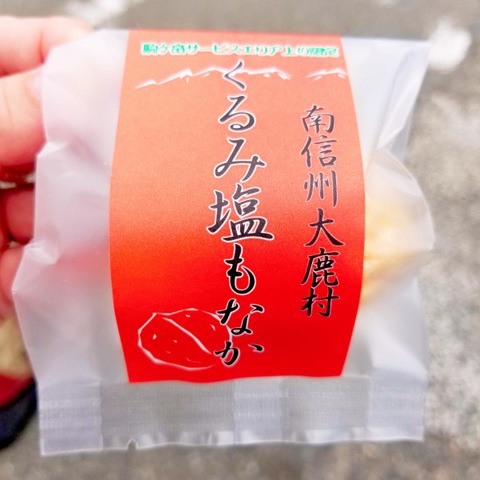 駒ケ岳サービスエリア上り限定
南信州大鹿村
くるみ塩もなか